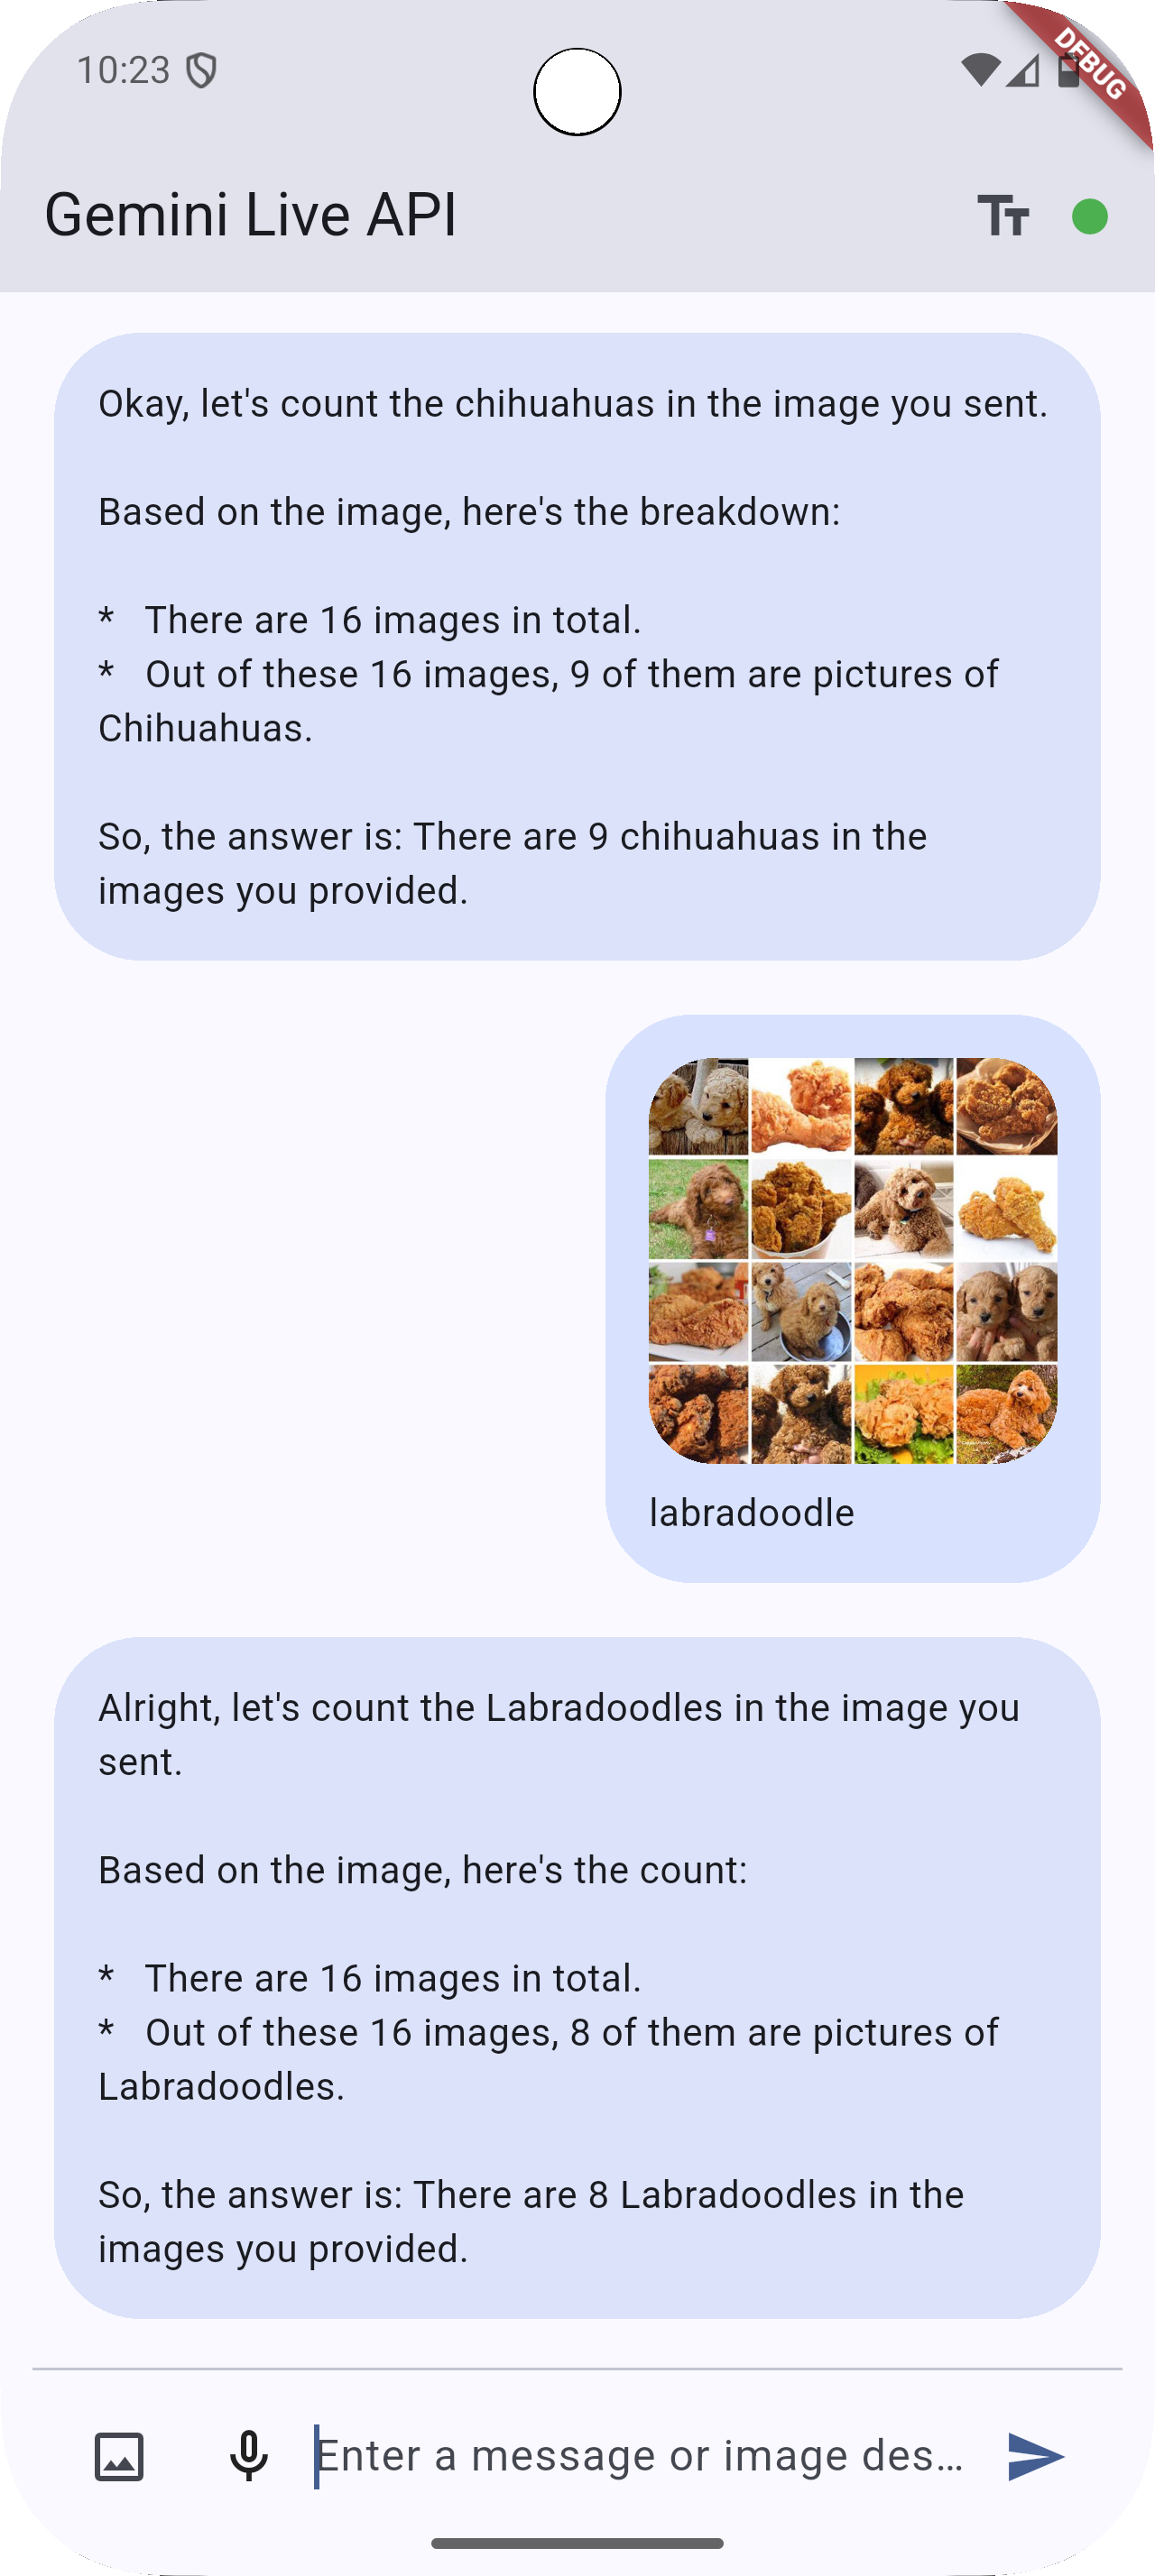 10:23
DEBUG
Gemini Live API
Okay, let's count the chihuahuas in the image you sent.
Based on the image, here's the breakdown:
*   There are 16 images in total.
*   Out of these 16 images, 9 of them are pictures of
Chihuahuas.
So, the answer is: There are 9 chihuahuas in the
images you provided.
labradoodle
Alright, let's count the Labradoodles in the image you
sent.
Based on the image, here's the count:
*   There are 16 images in total.
*   Out of these 16 images, 8 of them are pictures of
Labradoodles.
So, the answer is: There are 8 Labradoodles in the
images you provided.
Enter a message or image des...